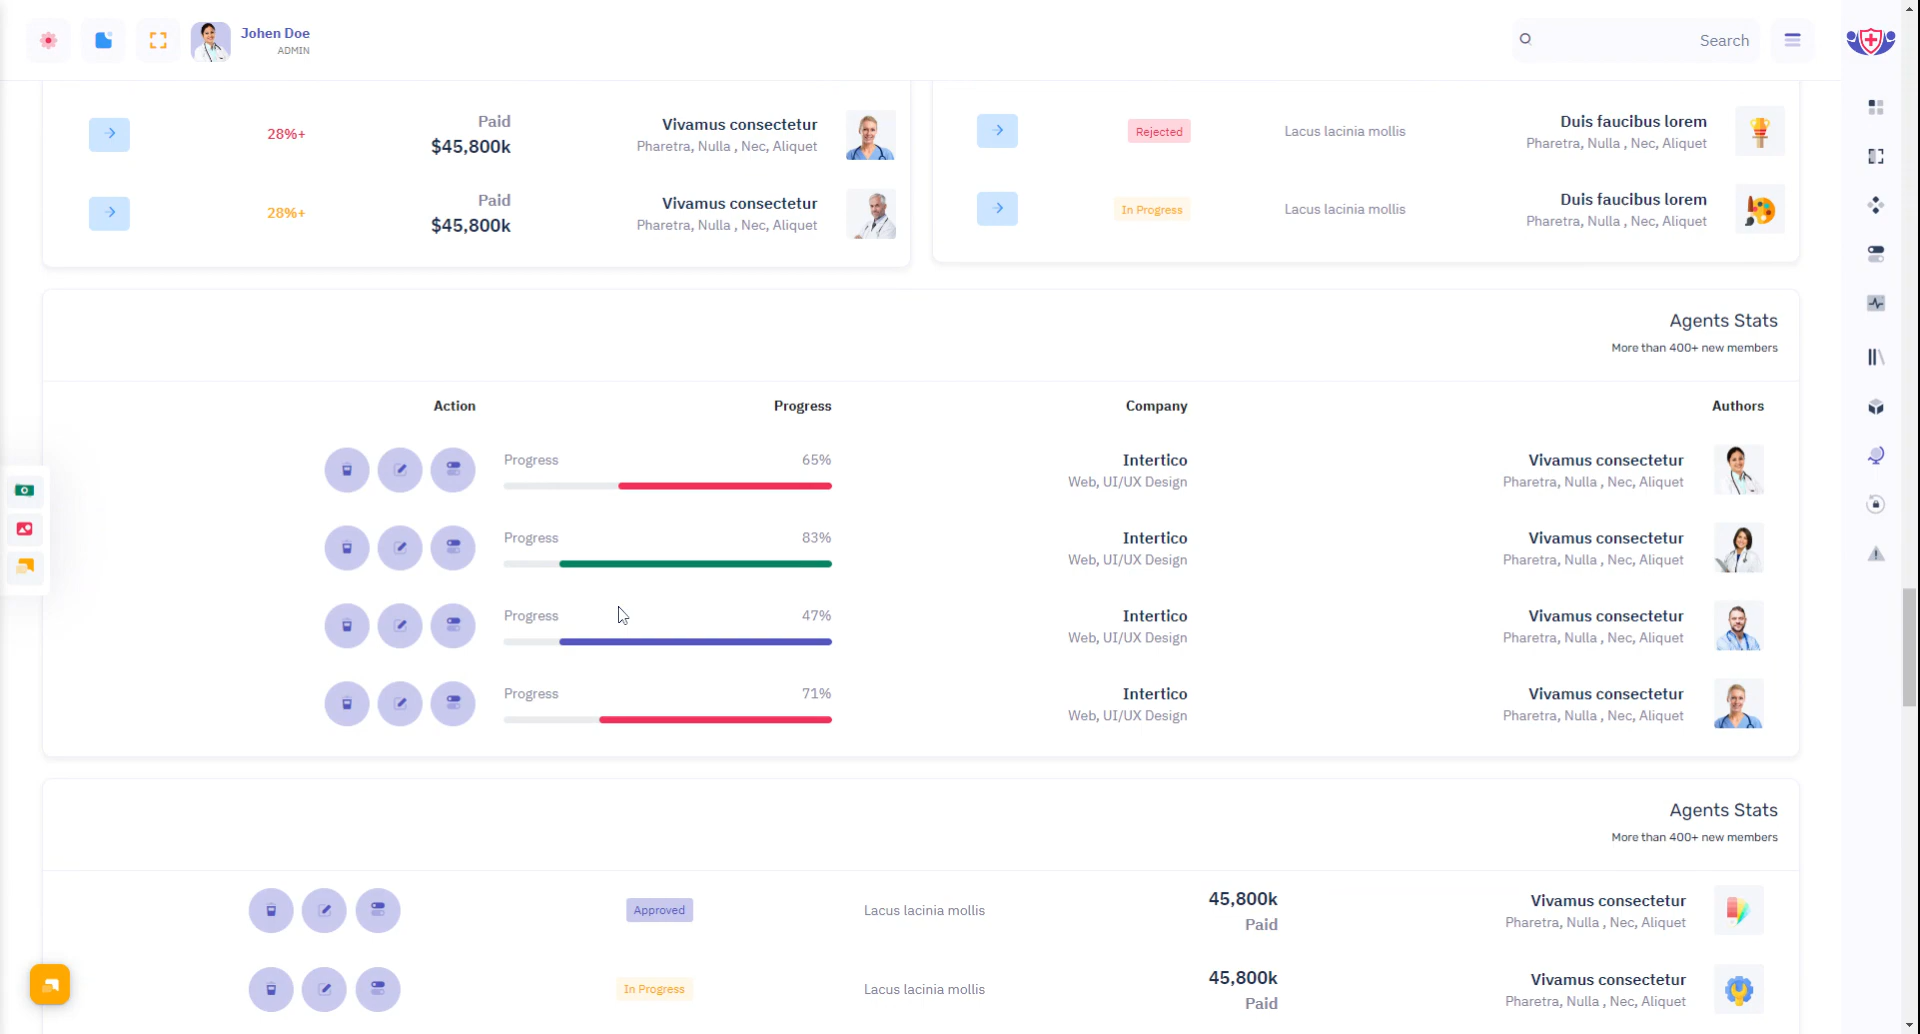 Johen Doe
ADMIN
Search
28%+
Paid
$45,800k
Vivamus consectetur
Pharetra, Nulla , Nec, Aliquet
28%+
Paid
$45,800k
Vivamus consectetur
Pharetra, Nulla , Nec, Aliquet
Rejected
Lacus lacinia mollis
Duis faucibus lorem
Pharetra, Nulla , Nec, Aliquet
In Progress
Lacus lacinia mollis
Duis faucibus lorem
Pharetra, Nulla , Nec, Aliquet
Agents Stats
More than 400+ new members
Action
Progress
Company
Authors
Progress
65%
Intertico
Web, UI/UX Design
Vivamus consectetur
Pharetra, Nulla , Nec, Aliquet
Progress
83%
Intertico
Web, UI/UX Design
Vivamus consectetur
Pharetra, Nulla , Nec, Aliquet
Progress
47%
Intertico
Web, UI/UX Design
Vivamus consectetur
Pharetra, Nulla , Nec, Aliquet
Progress
71%
Intertico
Web, UI/UX Design
Vivamus consectetur
Pharetra, Nulla , Nec, Aliquet
Agents Stats
More than 400+ new members
Approved
Lacus lacinia mollis
45,800k
Paid
Vivamus consectetur
Pharetra, Nulla , Nec, Aliquet
In Progress
Lacus lacinia mollis
45,800k
Paid
Vivamus consectetur
Pharetra, Nulla , Nec, Aliquet